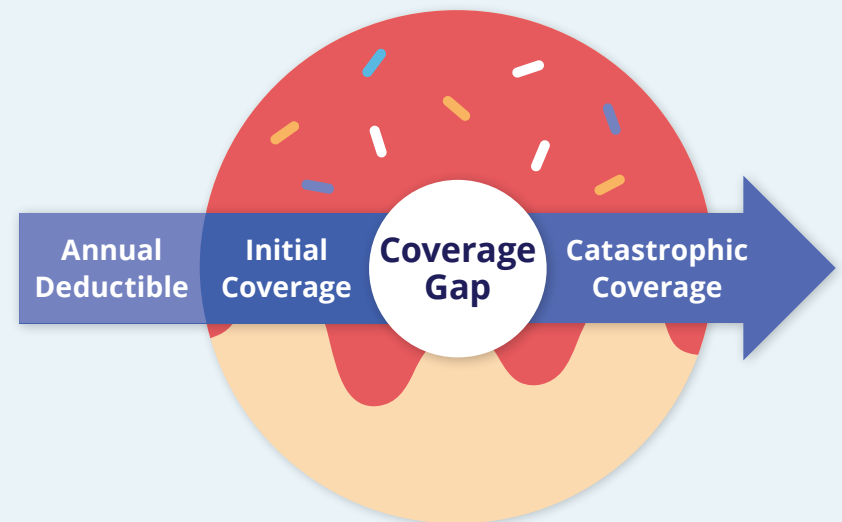 Annual
Deductible
Initial
Coverage
Coverage
Gap
Catastrophic
Coverage